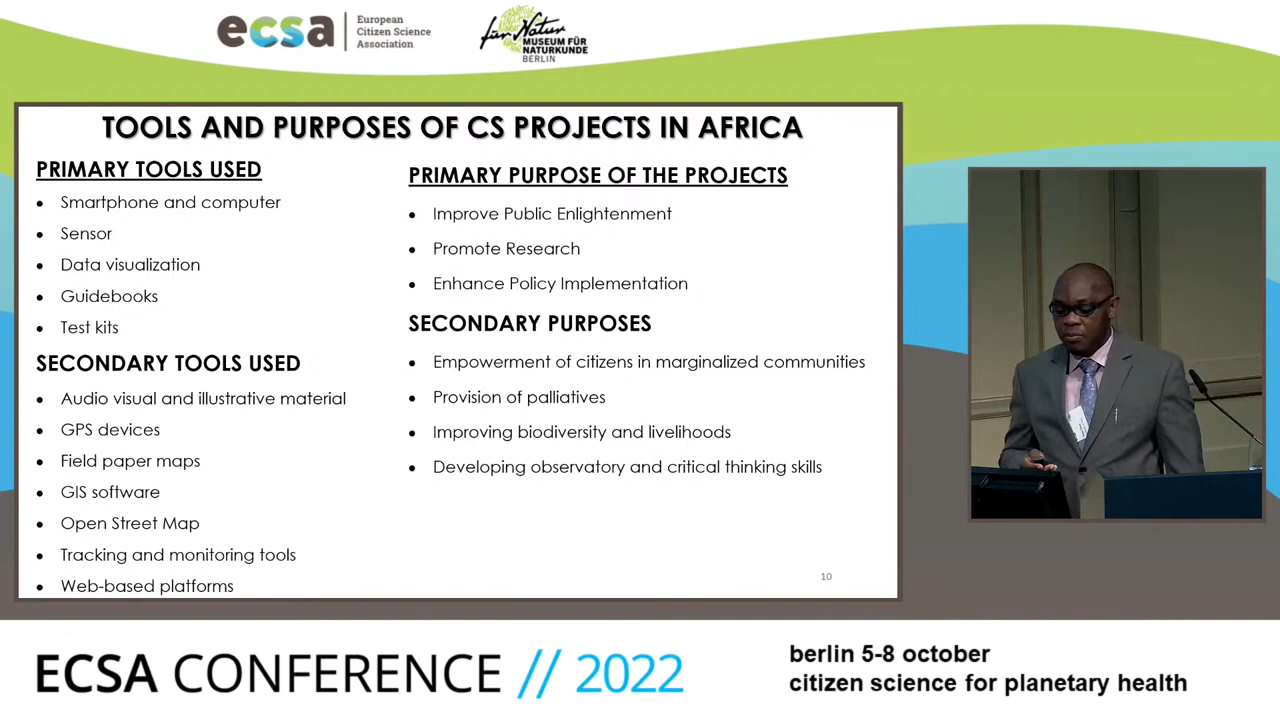 ecsa
European
Citizen Science
Association
für Natur
MUSEUM FÜR
NATURKUNDE
BERLIN
TOOLS AND PURPOSES OF CS PROJECTS IN AFRICA
PRIMARY TOOLS USED
• Smartphone and computer
• Sensor
• Data visualization
• Guidebooks
• Test kits
SECONDARY TOOLS USED
• Audio visual and illustrative material
• GPS devices
• Field paper maps
• GIS software
• Open Street Map
• Tracking and monitoring tools
• Web-based platforms
PRIMARY PURPOSE OF THE PROJECTS
• Improve Public Enlightenment
• Promote Research
• Enhance Policy Implementation
SECONDARY PURPOSES
• Empowerment of citizens in marginalized communities
• Provision of palliatives
• Improving biodiversity and livelihoods
• Developing observatory and critical thinking skills
10
ECSA CONFERENCE // 2022
berlin 5-8 october
citizen science for planetary health